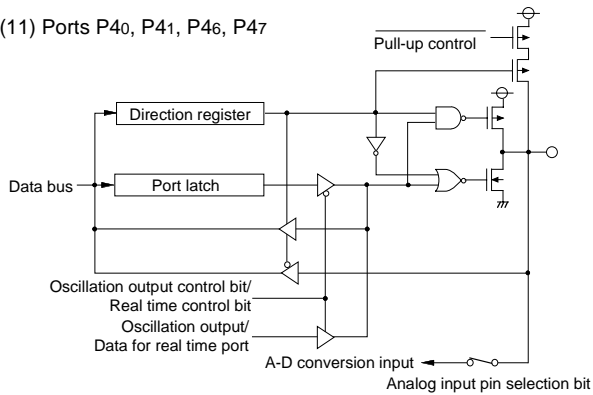 (11) Ports P40, P41, P46, P47
Pull-up control
Direction register
Data bus
Port latch
Oscillation output control bit/
Real time control bit
Oscillation output/
Data for real time port
A-D conversion input
Analog input pin selection bit